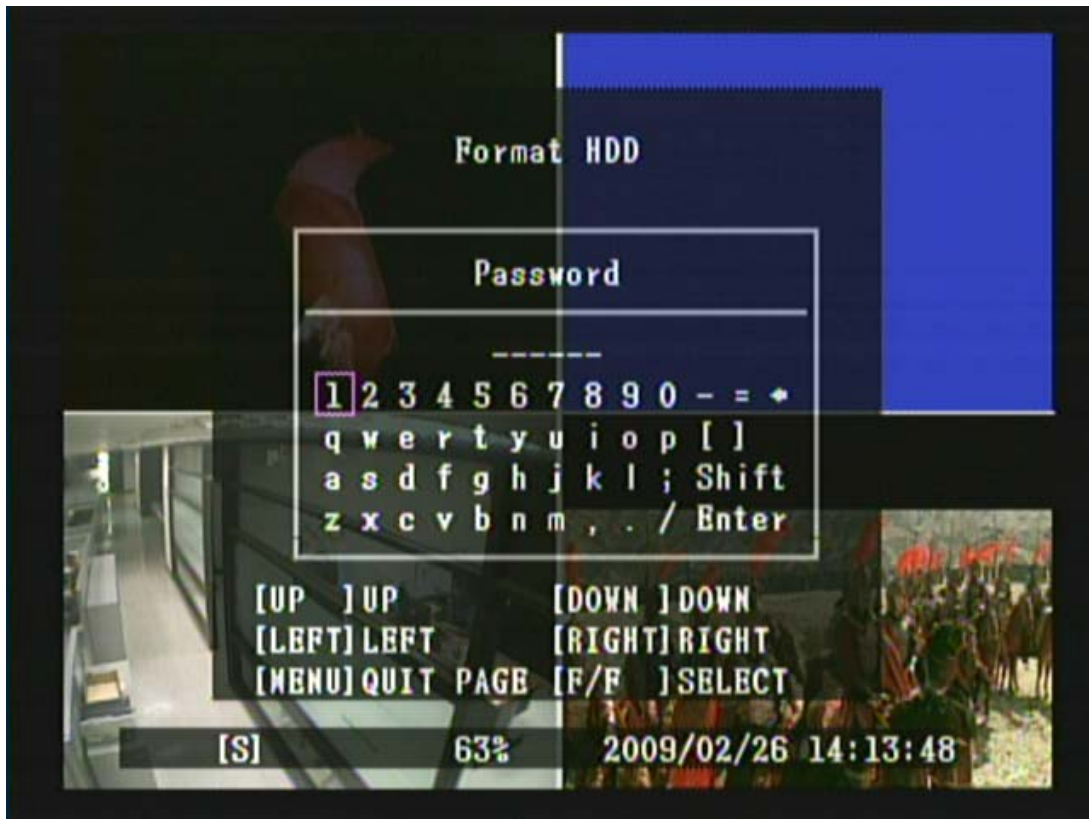 Format HDD
Password
------
1 2 3 4 5 6 7 8 9 0 - = ←
q w e r t y u i o p [ ]
a s d f g h j k l ; Shift
z x c v b n m , . / Enter
[UP ]UP [DOWN ]DOWN
[LEFT]LEFT [RIGHT]RIGHT
[MENU]QUIT PAGE [F/F ]SELECT
[S] 63% 2009/02/26 14:13:48